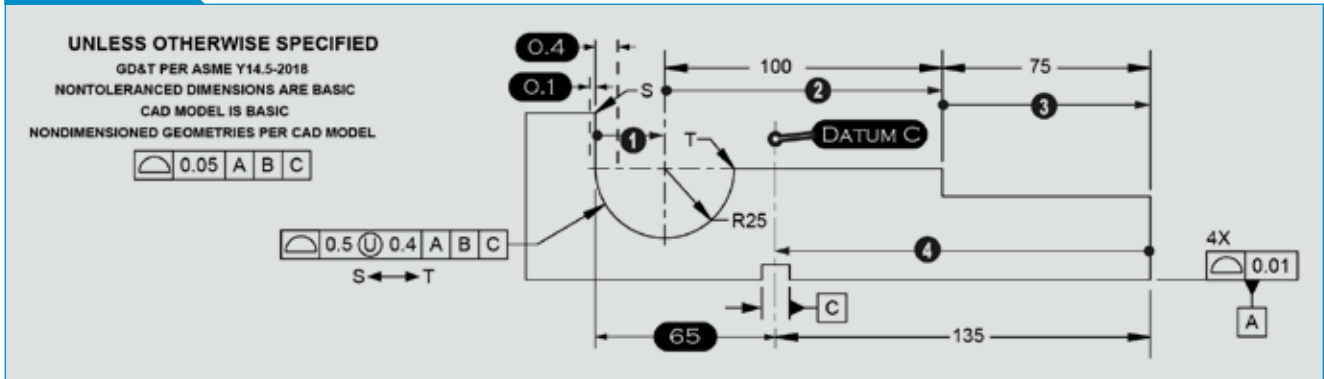 UNLESS OTHERWISE SPECIFIED
GD&T PER ASME Y14.5-2018
NONTOLERANCED DIMENSIONS ARE BASIC
CAD MODEL IS BASIC
NONDIMENSIONED GEOMETRIES PER CAD MODEL
⌓ 0.05 A B C
0.4
0.1
S
100
75
2
3
1
T
DATUM C
R25
⌓ 0.5 Ⓤ 0.4 A B C
S ↔ T
4
4X
⌓ 0.01
A
C
65
135